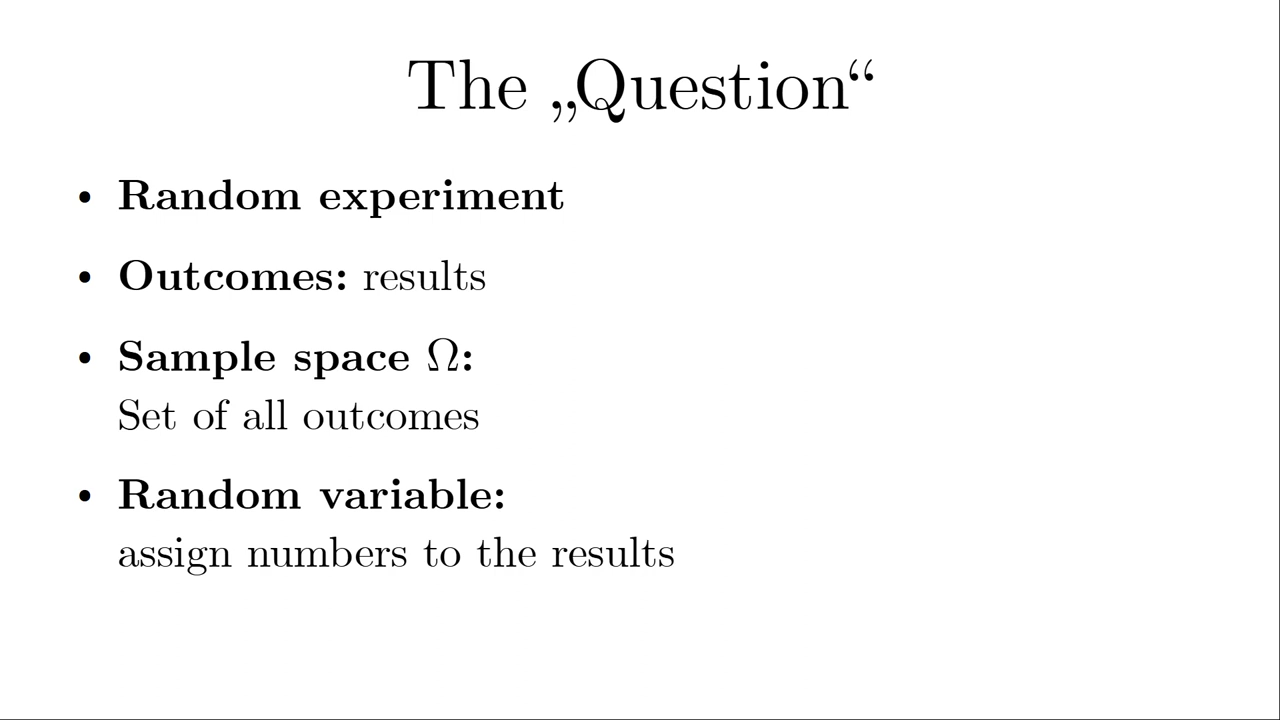 The „Question“
• Random experiment
• Outcomes: results
• Sample space Ω:
Set of all outcomes
• Random variable:
assign numbers to the results